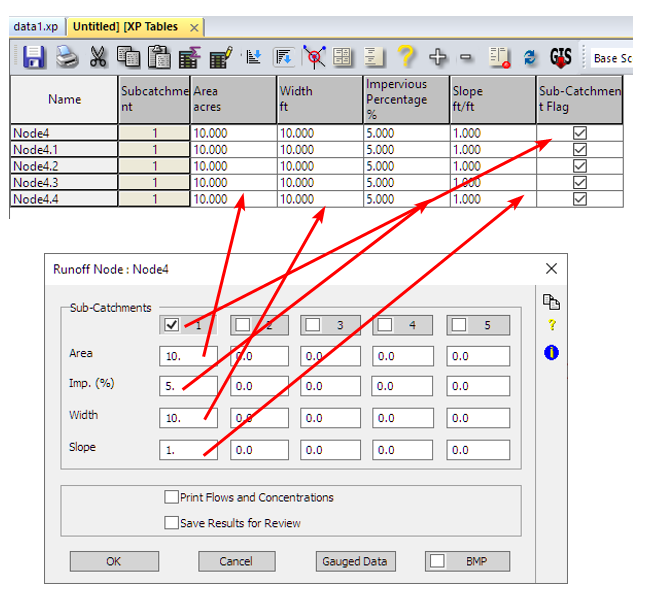 data1.xp Untitled] [XP Tables ×
GIS Base Sc
Name Subcatchme Area Width Impervious Slope Sub-Catchmen
nt acres ft Percentage ft/ft t Flag
%
Node4 1 10.000 10.000 5.000 1.000
Node4.1 1 10.000 10.000 5.000 1.000
Node4.2 1 10.000 10.000 5.000 1.000
Node4.3 1 10.000 10.000 5.000 1.000
Node4.4 1 10.000 10.000 5.000 1.000
Runoff Node : Node4
Sub-Catchments
1 2 3 4 5
Area 10. 0.0 0.0 0.0 0.0
Imp. (%) 5. 0.0 0.0 0.0 0.0
Width 10. 0.0 0.0 0.0 0.0
Slope 1. 0.0 0.0 0.0 0.0
Print Flows and Concentrations
Save Results for Review
OK Cancel Gauged Data BMP